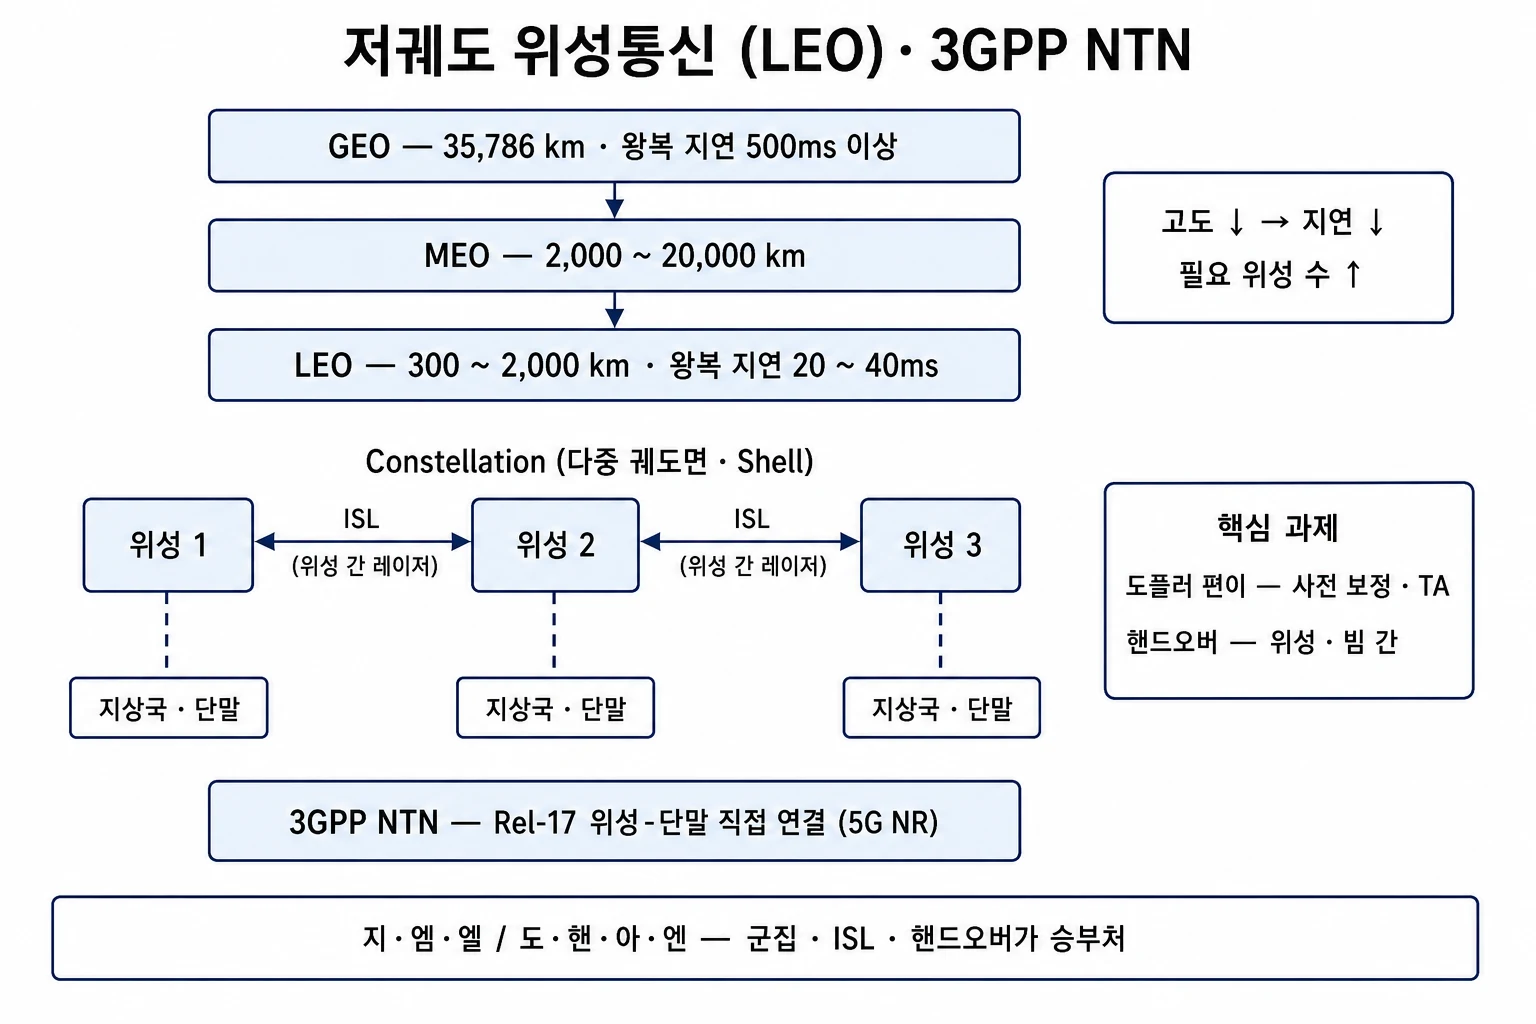 저궤도 위성통신 (LEO) · 3GPP NTN
GEO — 35,786 km · 왕복 지연 500ms 이상
MEO — 2,000 ~ 20,000 km
LEO — 300 ~ 2,000 km · 왕복 지연 20 ~ 40ms
고도 ↓ → 지연 ↓
필요 위성 수 ↑
Constellation (다중 궤도면 · Shell)
위성 1
ISL
(위성 간 레이저)
위성 2
ISL
(위성 간 레이저)
위성 3
지상국 · 단말
지상국 · 단말
지상국 · 단말
핵심 과제
도플러 편이 — 사전 보정 · TA
핸드오버 — 위성 · 빔 간
3GPP NTN — Rel-17 위성-단말 직접 연결 (5G NR)
지 · 엠 · 엘 / 도 · 핸 · 아 · 엔 — 군집 · ISL · 핸드오버가 승부처